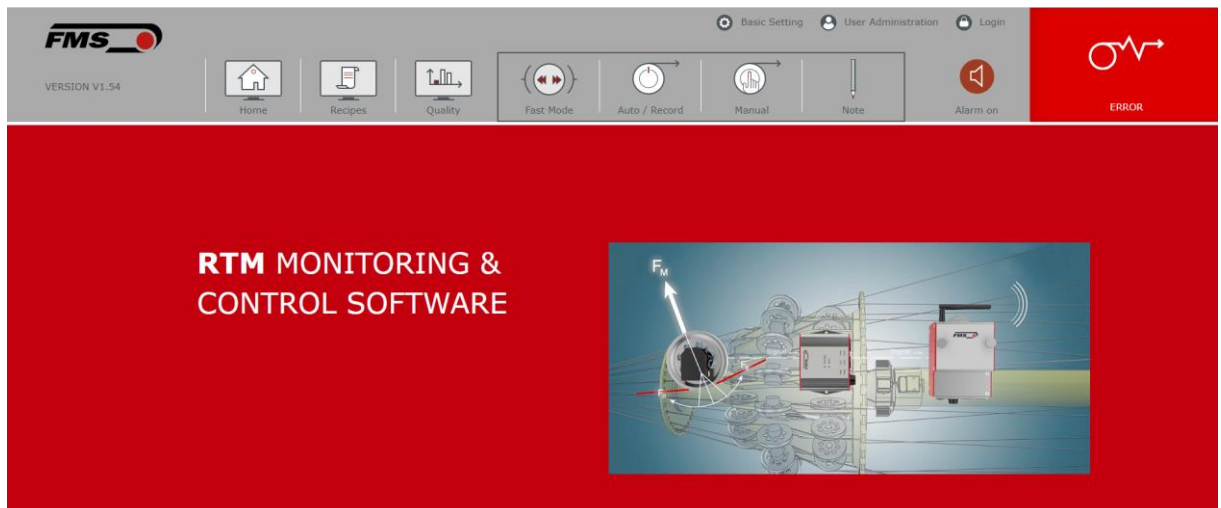 FMS
Basic Setting
User Administration
Login
VERSION V1.54
Home
Recipes
Quality
Fast Mode
Auto / Record
Manual
Note
Alarm on
ERROR
RTM MONITORING &
CONTROL SOFTWARE
FM
FMS